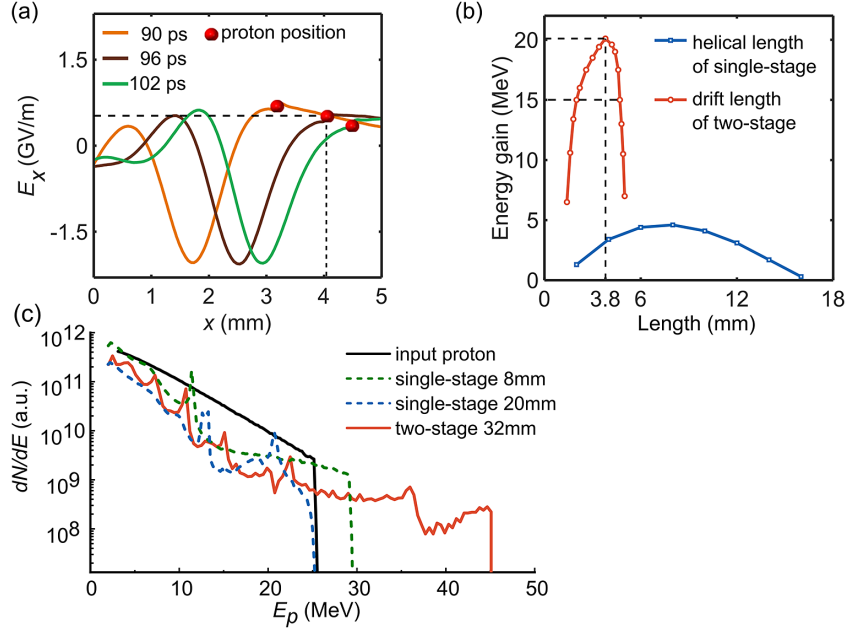 (a)
90 ps
96 ps
102 ps
proton position
1.5
0
-1.5
E_x (GV/m)
0 1 2 3 4 5
x (mm)
(b)
helical length
of single-stage
drift length
of two-stage
20
15
10
5
0
Energy gain (MeV)
0 3.8 6 12 18
Length (mm)
(c)
input proton
single-stage 8mm
single-stage 20mm
two-stage 32mm
10^12
10^11
10^10
10^9
10^8
dN/dE (a.u.)
0 10 20 30 40 50
E_p (MeV)